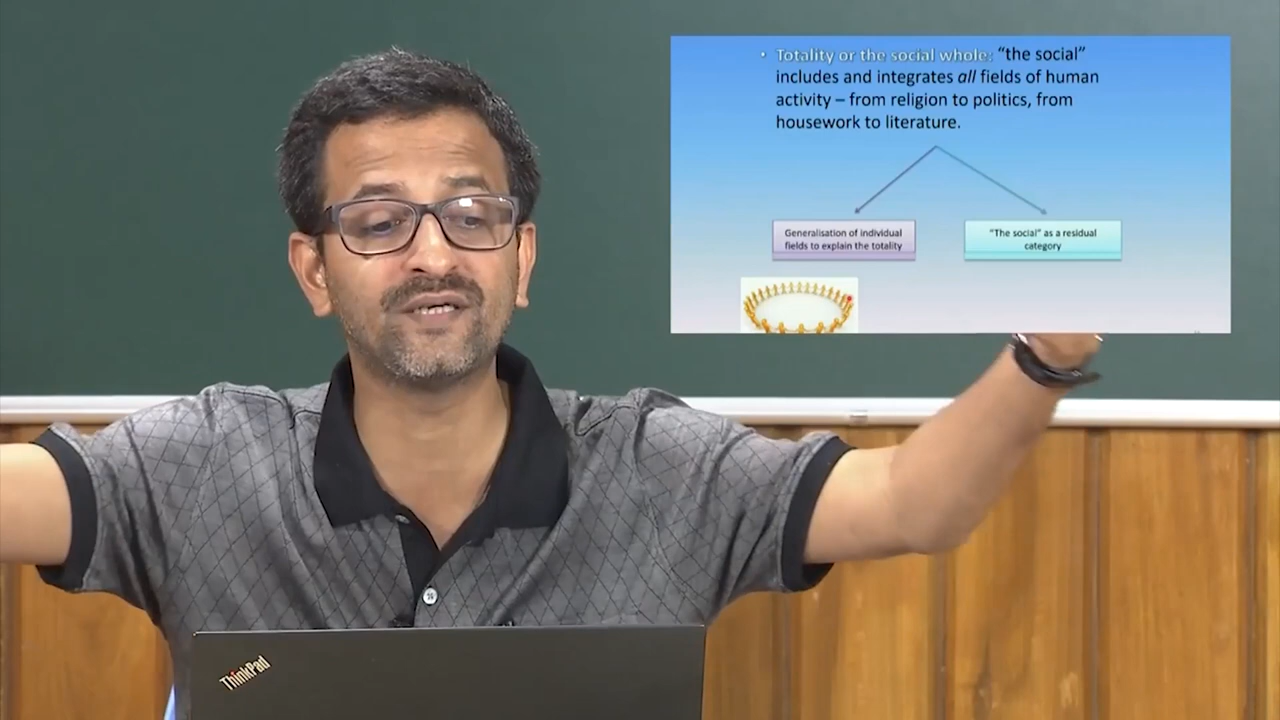 • Totality or the social whole: “the social”
includes and integrates all fields of human
activity – from religion to politics, from
housework to literature.
Generalisation of individual
fields to explain the totality
“The social” as a residual
category
ThinkPad